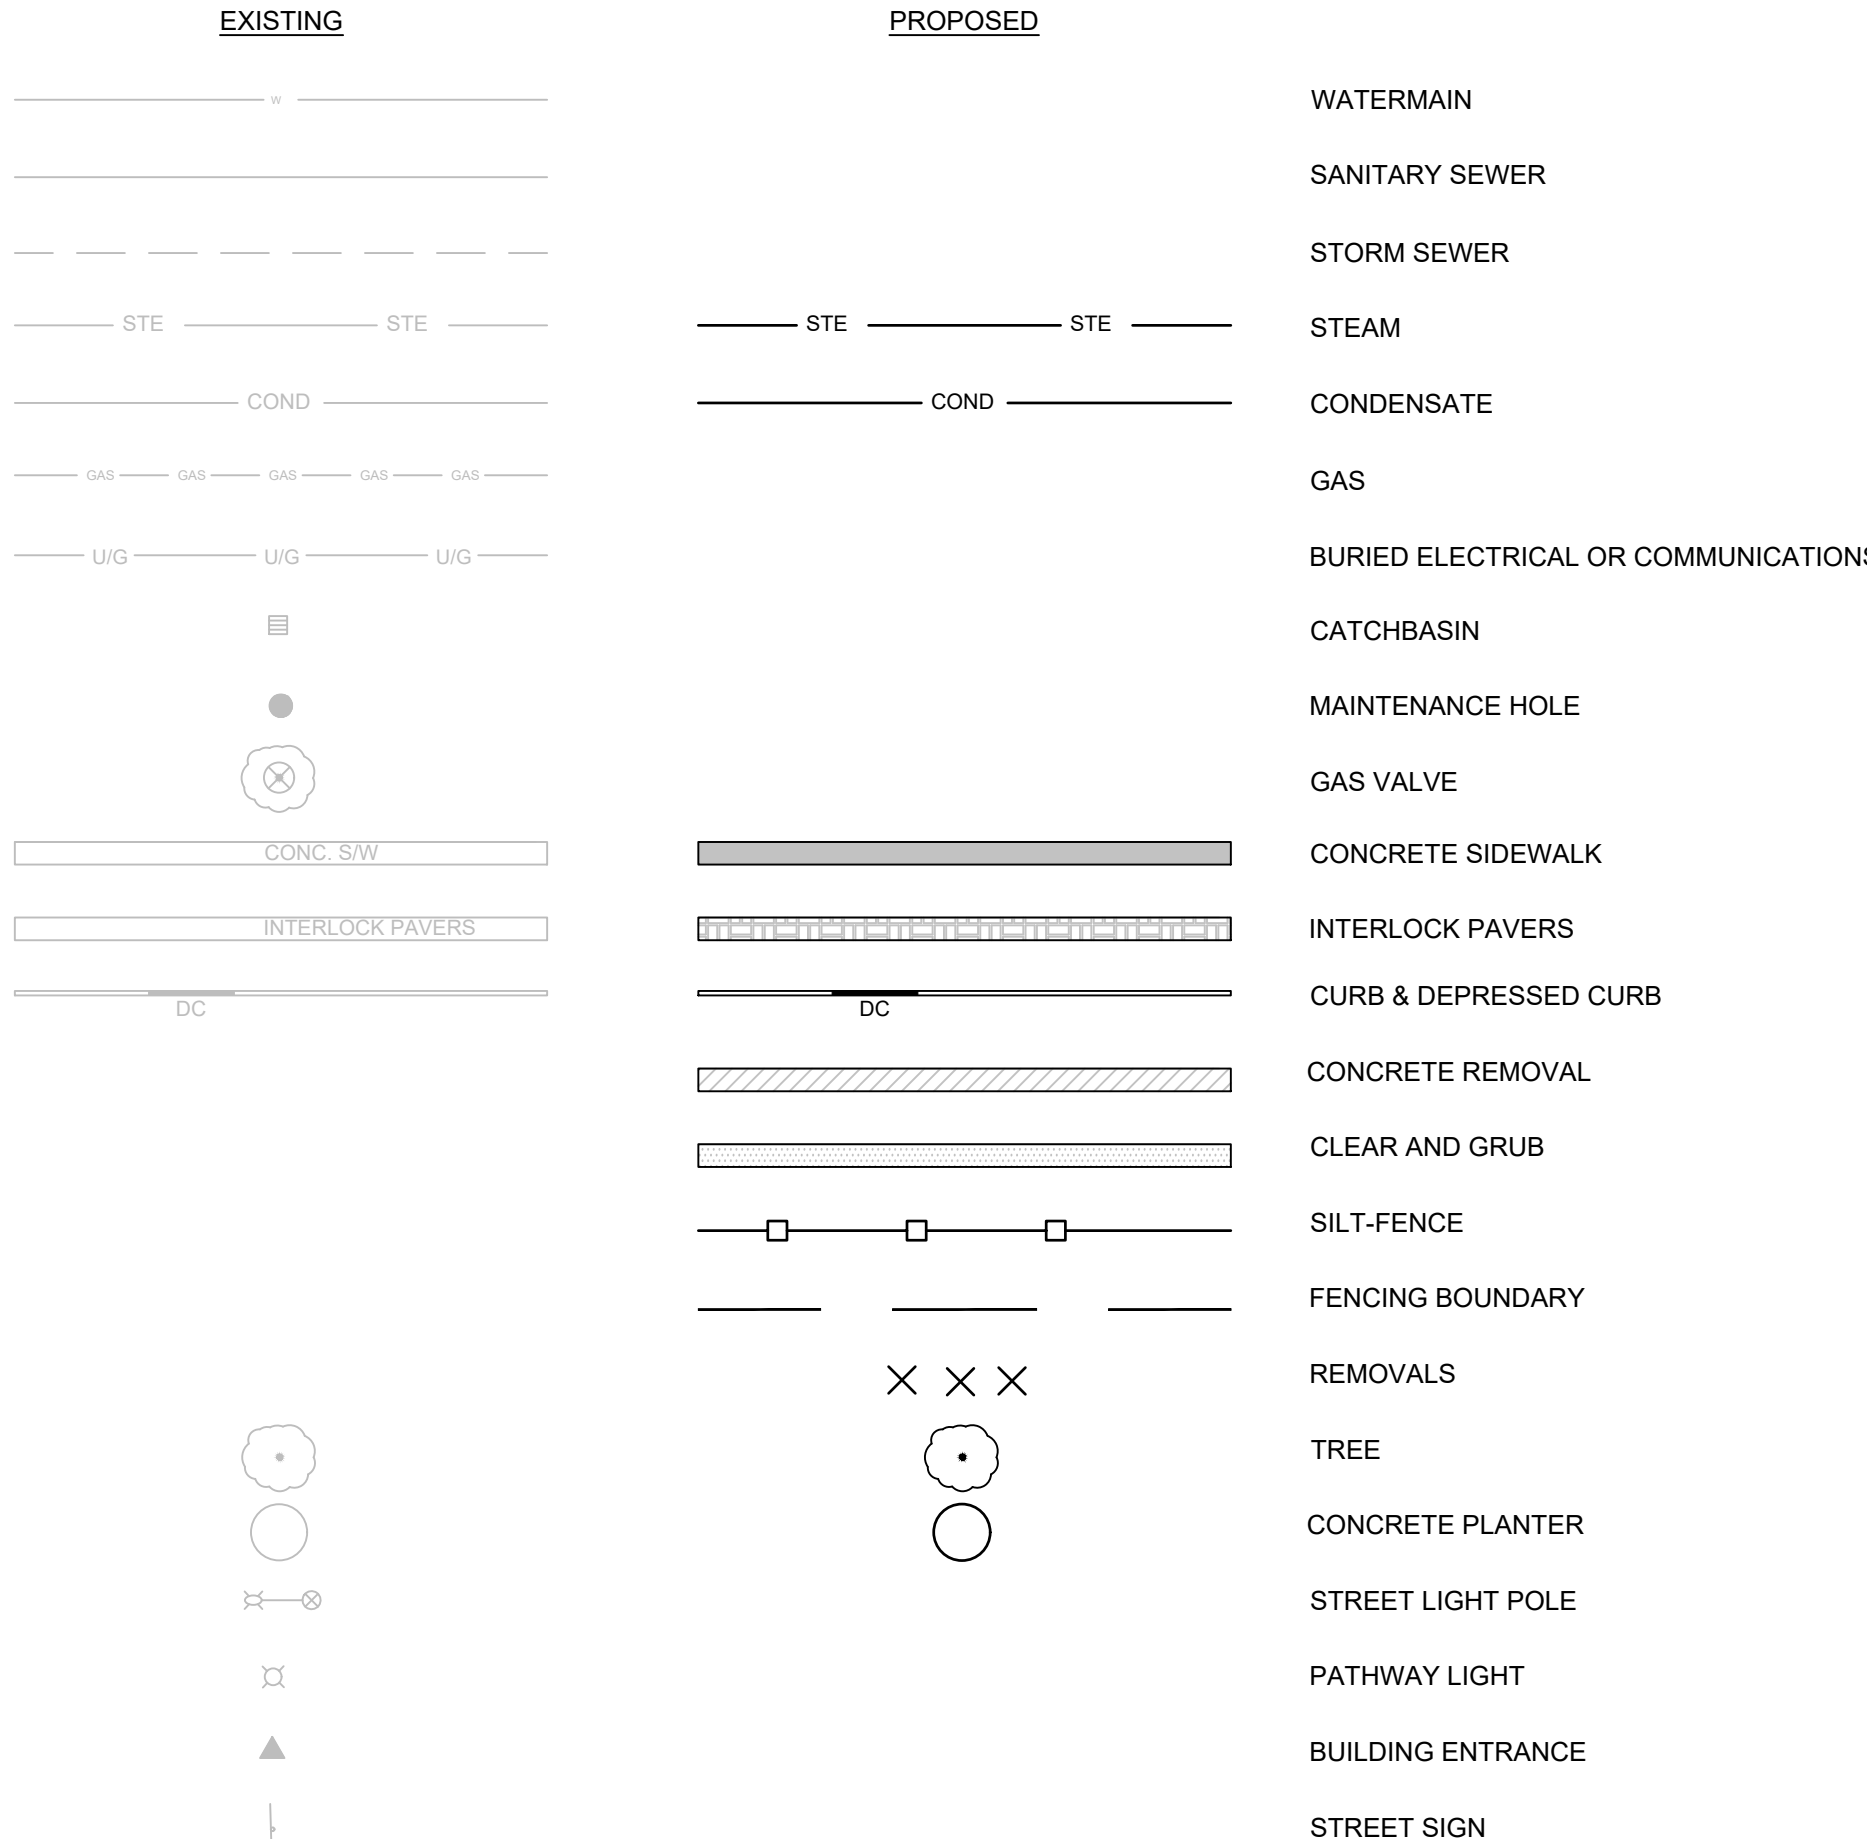 EXISTING PROPOSED
W WATERMAIN
SANITARY SEWER
STORM SEWER
STE STE STE STE STEAM
COND COND CONDENSATE
GAS GAS GAS GAS GAS GAS
U/G U/G U/G BURIED ELECTRICAL OR COMMUNICATIONS
CATCHBASIN
MAINTENANCE HOLE
GAS VALVE
CONC. S/W CONCRETE SIDEWALK
INTERLOCK PAVERS INTERLOCK PAVERS
DC DC CURB & DEPRESSED CURB
CONCRETE REMOVAL
CLEAR AND GRUB
SILT-FENCE
FENCING BOUNDARY
REMOVALS
TREE
CONCRETE PLANTER
STREET LIGHT POLE
PATHWAY LIGHT
BUILDING ENTRANCE
STREET SIGN